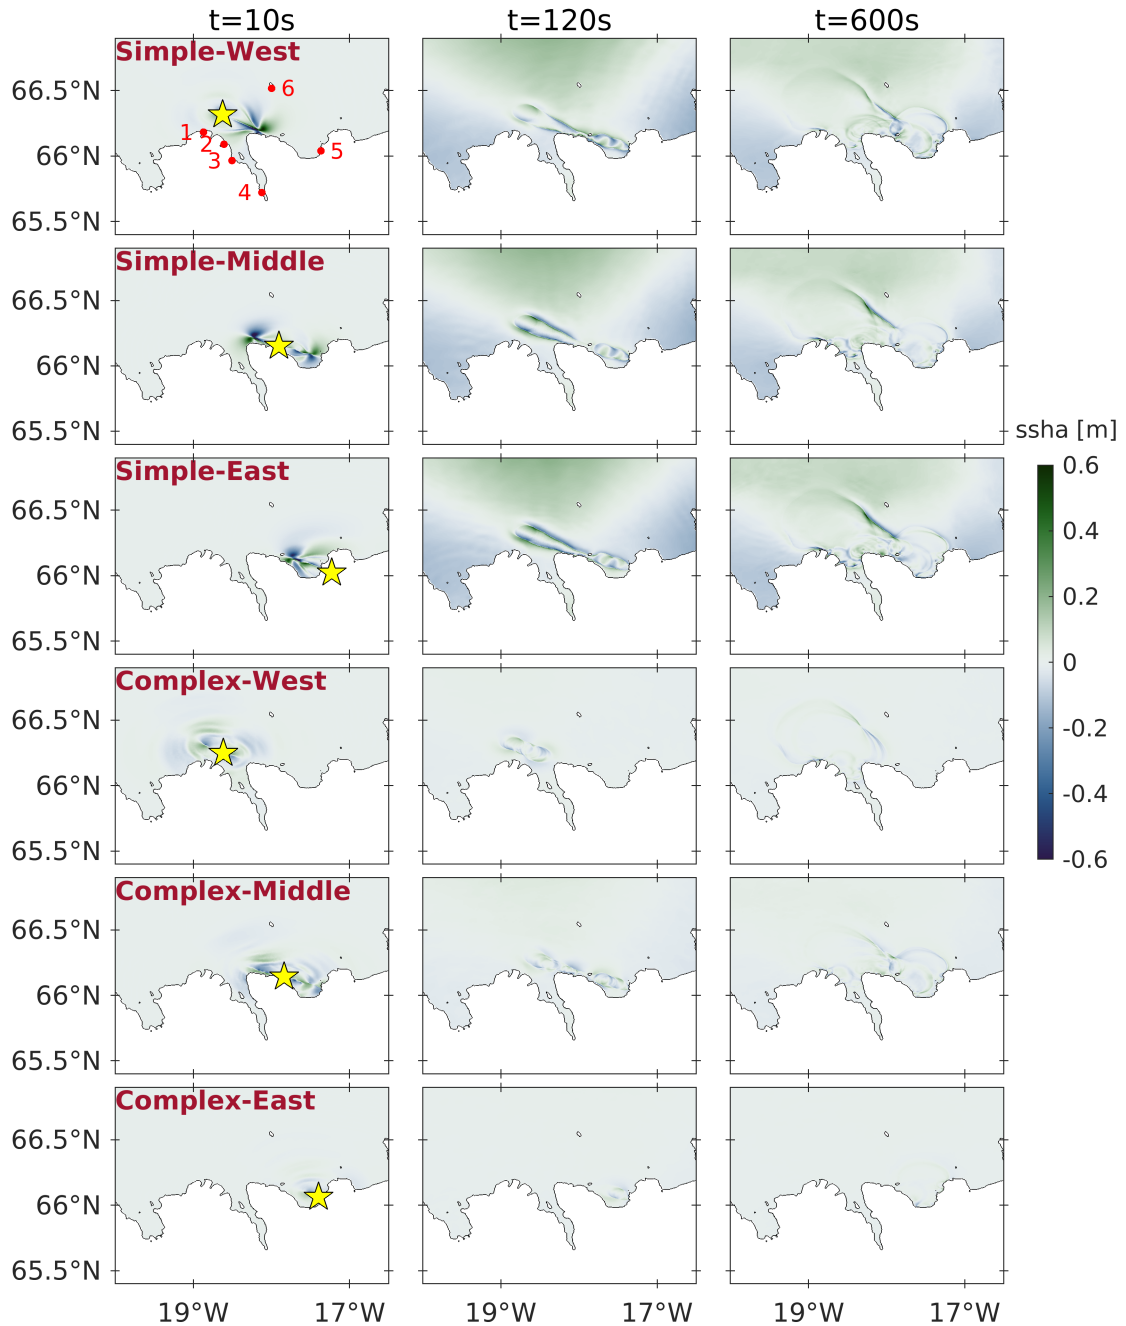 t=10s t=120s t=600s
Simple-West
66.5°N
66°N
65.5°N
1
2
3
4
5
6
Simple-Middle
66.5°N
66°N
65.5°N
Simple-East
66.5°N
66°N
65.5°N
ssha [m]
0.6
0.4
0.2
0
-0.2
-0.4
-0.6
Complex-West
66.5°N
66°N
65.5°N
Complex-Middle
66.5°N
66°N
65.5°N
Complex-East
66.5°N
66°N
65.5°N
19°W 17°W 19°W 17°W 19°W 17°W